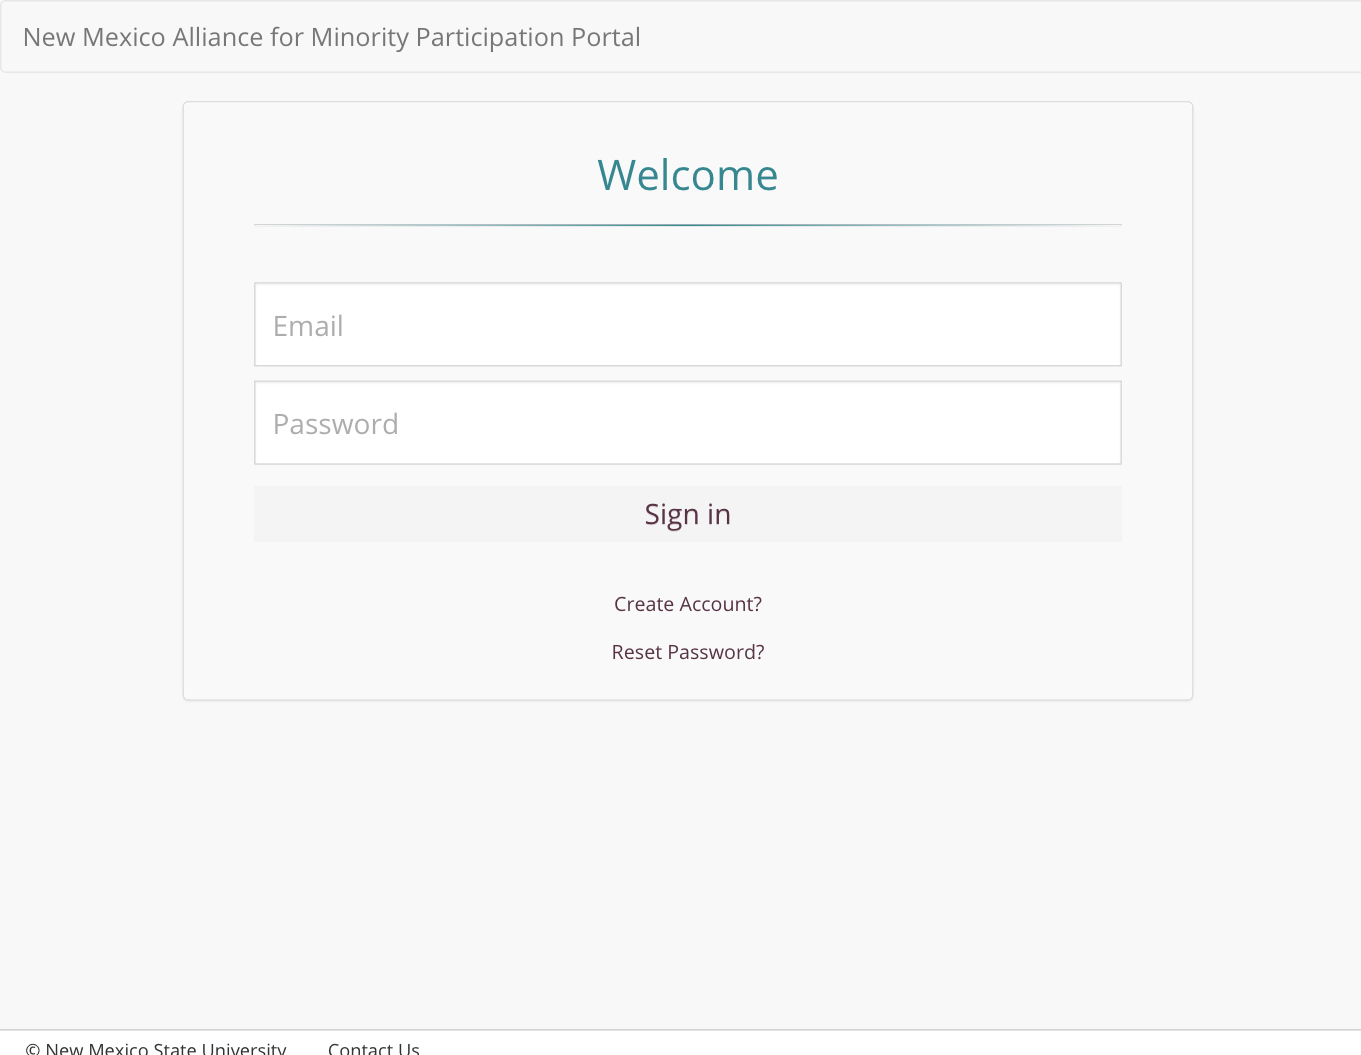 New Mexico Alliance for Minority Participation Portal
Welcome
Email
Password
Sign in
Create Account?
Reset Password?
© New Mexico State University Contact Us